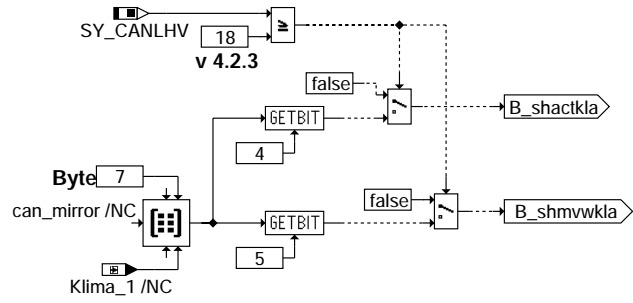 SY_CANLHV
≥
18
v 4.2.3
false
B_shactkla
GETBIT
4
Byte 7
false
can_mirror /NC
GETBIT
B_shmvwkla
5
Klima_1 /NC